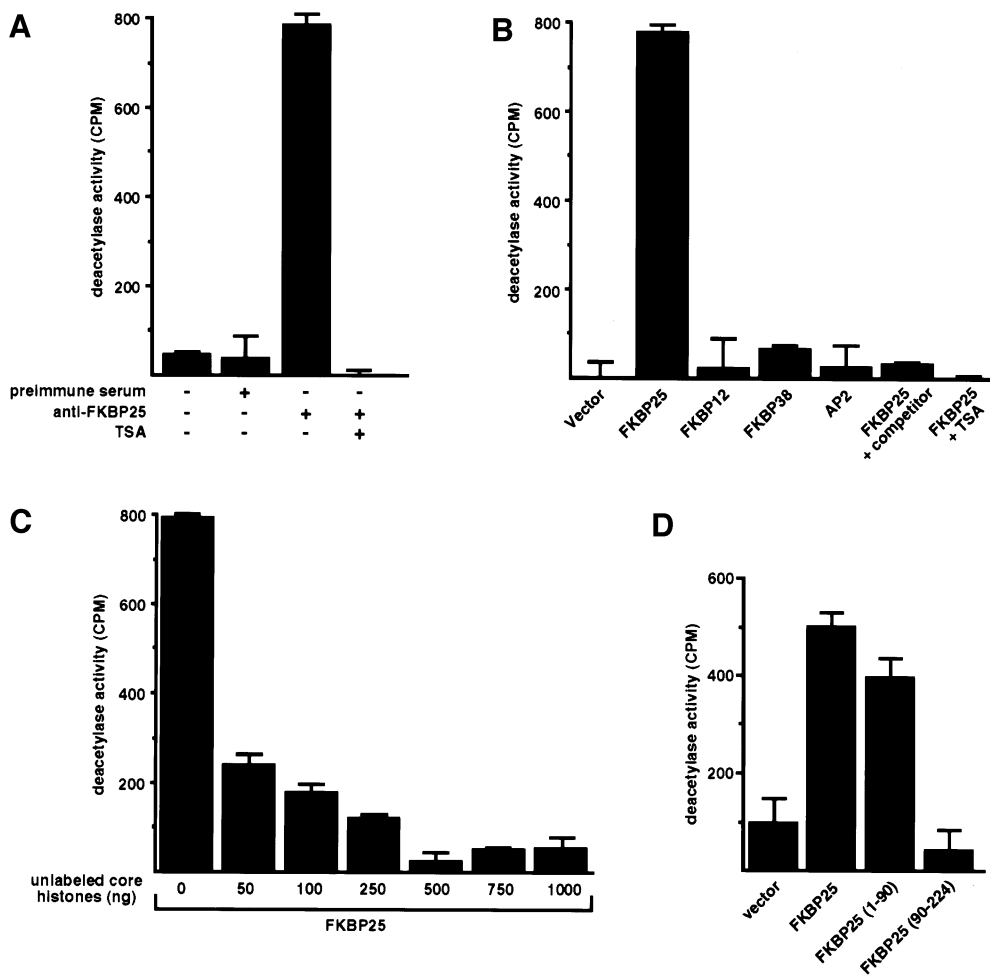 A
deacetylase activity (CPM)
800
600
400
200
preimmune serum - + - -
anti-FKBP25 - - + +
TSA - - - +
B
deacetylase activity (CPM)
800
600
400
200
Vector
FKBP25
FKBP12
FKBP38
AP2
FKBP25
+ competitor
FKBP25
+ TSA
C
deacetylase activity (CPM)
800
600
400
200
unlabeled core
histones (ng)
0 50 100 250 500 750 1000
FKBP25
D
deacetylase activity (CPM)
600
400
200
vector
FKBP25
FKBP25 (1-90)
FKBP25 (90-224)